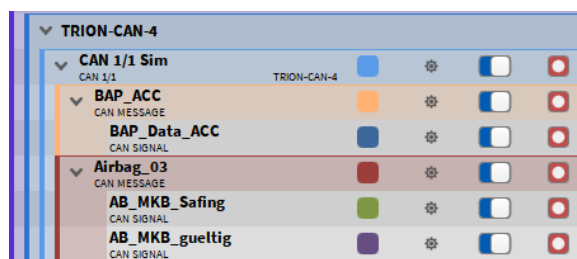 TRION-CAN-4
CAN 1/1 Sim
CAN 1/1 TRION-CAN-4
BAP_ACC
CAN MESSAGE
BAP_Data_ACC
CAN SIGNAL
Airbag_03
CAN MESSAGE
AB_MKB_Safing
CAN SIGNAL
AB_MKB_gueltig
CAN SIGNAL